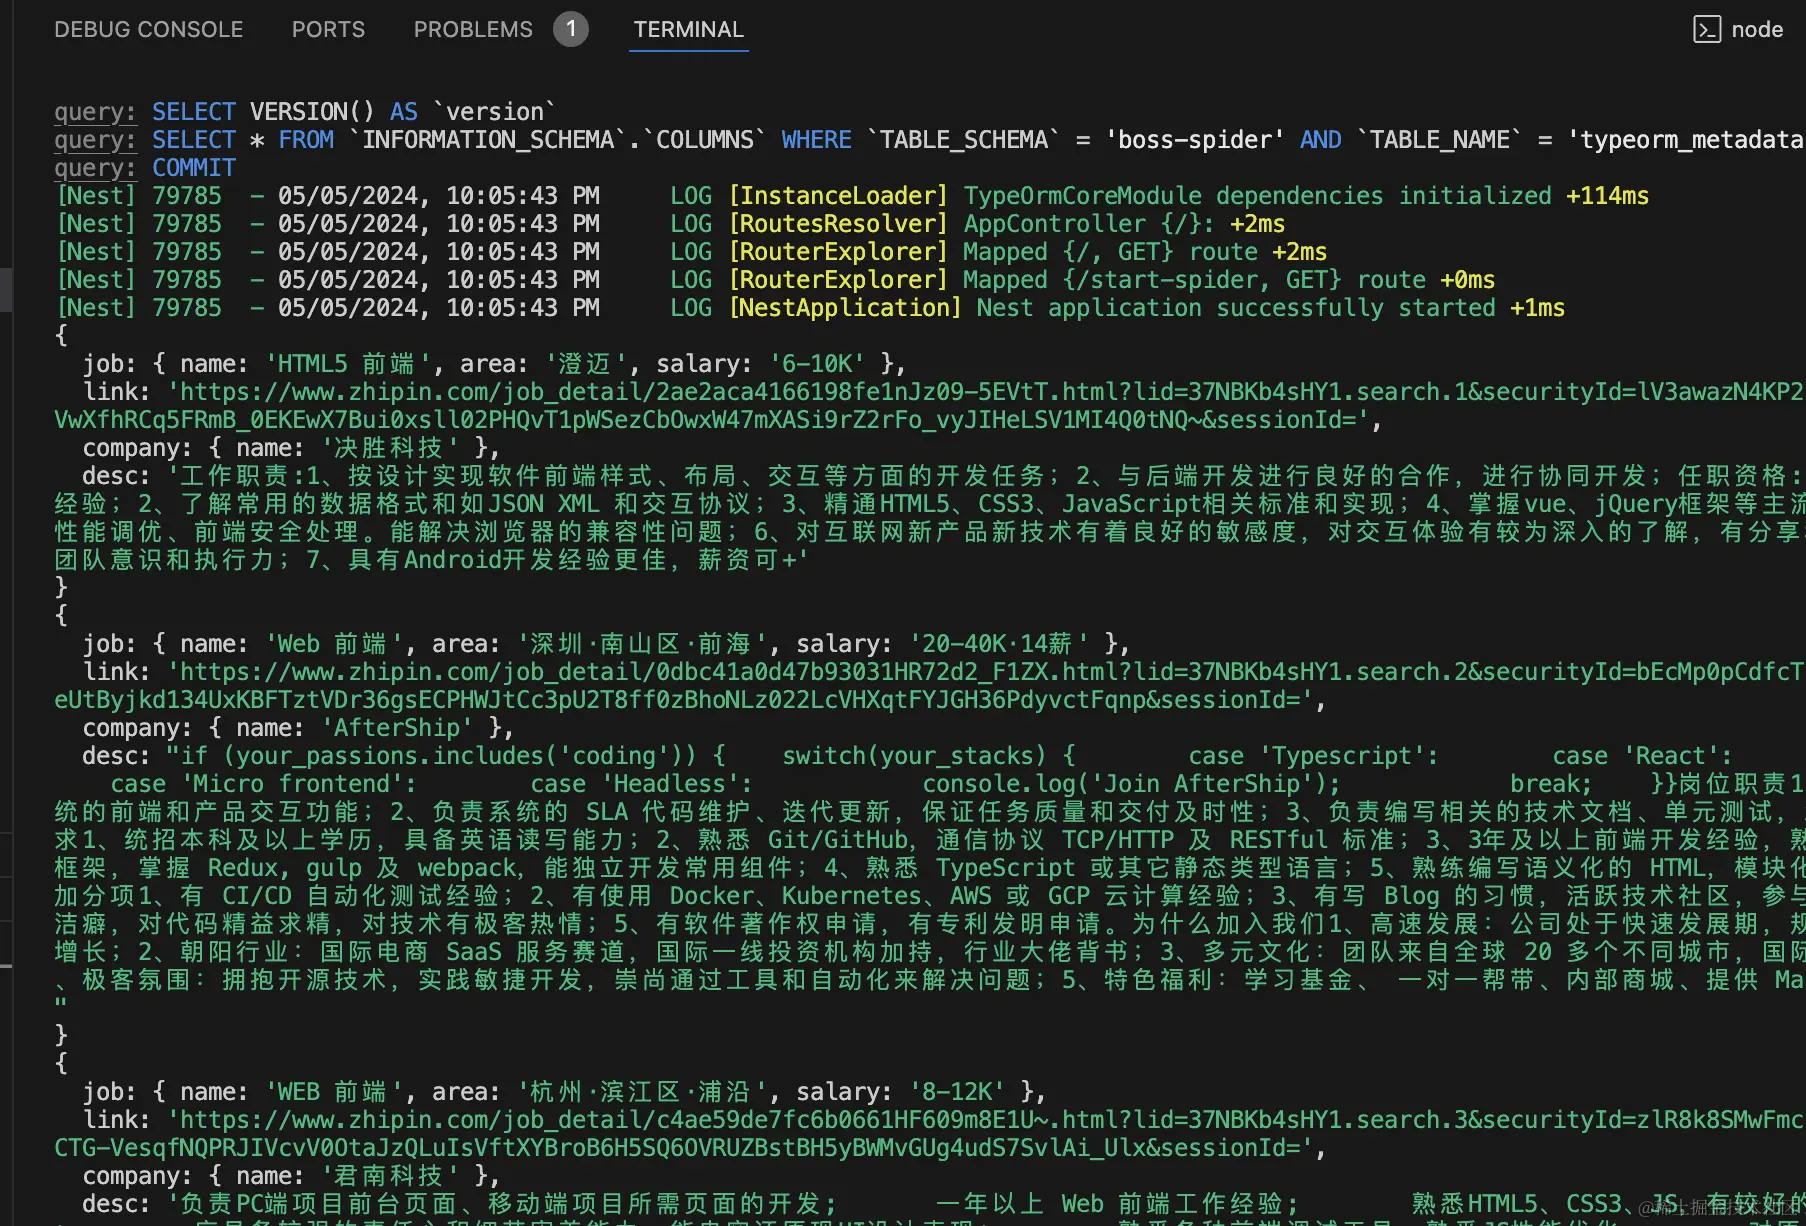 DEBUG CONSOLE PORTS PROBLEMS 1 TERMINAL node
query: SELECT VERSION() AS `version`
query: SELECT * FROM `INFORMATION_SCHEMA`.`COLUMNS` WHERE `TABLE_SCHEMA` = 'boss-spider' AND `TABLE_NAME` = 'typeorm_metadata
query: COMMIT
[Nest] 79785 - 05/05/2024, 10:05:43 PM LOG [InstanceLoader] TypeOrmCoreModule dependencies initialized +114ms
[Nest] 79785 - 05/05/2024, 10:05:43 PM LOG [RoutesResolver] AppController {/}: +2ms
[Nest] 79785 - 05/05/2024, 10:05:43 PM LOG [RouterExplorer] Mapped {/, GET} route +2ms
[Nest] 79785 - 05/05/2024, 10:05:43 PM LOG [RouterExplorer] Mapped {/start-spider, GET} route +0ms
[Nest] 79785 - 05/05/2024, 10:05:43 PM LOG [NestApplication] Nest application successfully started +1ms
{
job: { name: 'HTML5 前端', area: '澄迈', salary: '6-10K' },
link: 'https://www.zhipin.com/job_detail/2ae2aca4166198fe1nJz09-5EVtT.html?lid=37NBKb4sHY1.search.1&securityId=lV3awazN4KP2
VwXfhRCq5FRmB_0EKEwX7Bui0xsll02PHQvT1pWSezCbOwxW47mXASi9rZ2rFo_vyJIHeLSV1MI4Q0tNQ~&sessionId=',
company: { name: '决胜科技' },
desc: '工作职责:1、按设计实现软件前端样式、布局、交互等方面的开发任务；2、与后端开发进行良好的合作，进行协同开发；任职资格:
经验；2、了解常用的数据格式和如JSON XML 和交互协议；3、精通HTML5、CSS3、JavaScript相关标准和实现；4、掌握vue、jQuery框架等主流
性能调优、前端安全处理。能解决浏览器的兼容性问题；6、对互联网新产品新技术有着良好的敏感度，对交互体验有较为深入的了解，有分享
团队意识和执行力；7、具有Android开发经验更佳，薪资可+'
}
{
job: { name: 'Web 前端', area: '深圳·南山区·前海', salary: '20-40K·14薪' },
link: 'https://www.zhipin.com/job_detail/0dbc41a0d47b93031HR72d2_F1ZX.html?lid=37NBKb4sHY1.search.2&securityId=bEcMp0pCdfcT
eUtByjkd134UxKBFTztVDr36gsECPHWJtCc3pU2T8ff0zBhoNLz022LcVHXqtFYJGH36PdyvctFqnp&sessionId=',
company: { name: 'AfterShip' },
desc: "if (your_passions.includes('coding')) { switch(your_stacks) { case 'Typescript': case 'React':
case 'Micro frontend': case 'Headless': console.log('Join AfterShip'); break; }}岗位职责1
统的前端和产品交互功能；2、负责系统的 SLA 代码维护、迭代更新，保证任务质量和交付及时性；3、负责编写相关的技术文档、单元测试，
求1、统招本科及以上学历，具备英语读写能力；2、熟悉 Git/GitHub，通信协议 TCP/HTTP 及 RESTful 标准；3、3年及以上前端开发经验，熟
框架，掌握 Redux, gulp 及 webpack，能独立开发常用组件；4、熟悉 TypeScript 或其它静态类型语言；5、熟练编写语义化的 HTML，模块化
加分项1、有 CI/CD 自动化测试经验；2、有使用 Docker、Kubernetes、AWS 或 GCP 云计算经验；3、有写 Blog 的习惯，活跃技术社区，参与
洁癖，对代码精益求精，对技术有极客热情；5、有软件著作权申请，有专利发明申请。为什么加入我们1、高速发展：公司处于快速发展期，规
增长；2、朝阳行业：国际电商 SaaS 服务赛道，国际一线投资机构加持，行业大佬背书；3、多元文化：团队来自全球 20 多个不同城市，国际
、极客氛围：拥抱开源技术，实践敏捷开发，崇尚通过工具和自动化来解决问题；5、特色福利：学习基金、 一对一帮带、内部商城、提供 Ma
"
}
{
job: { name: 'WEB 前端', area: '杭州·滨江区·浦沿', salary: '8-12K' },
link: 'https://www.zhipin.com/job_detail/c4ae59de7fc6b0661HF609m8E1U~.html?lid=37NBKb4sHY1.search.3&securityId=zlR8k8SMwFmc
CTG-VesqfNQPRJIVcvV0OtaJzQLuIsVftXYBroB6H5SQ6OVRUZBstBH5yBWMvGUg4udS7SvlAi_Ulx&sessionId=',
company: { name: '君南科技' },
desc: '负责PC端项目前台页面、移动端项目所需页面的开发； 一年以上 Web 前端工作经验； 熟悉HTML5、CSS3、JS，有较好的
@稀土掘金技术社区